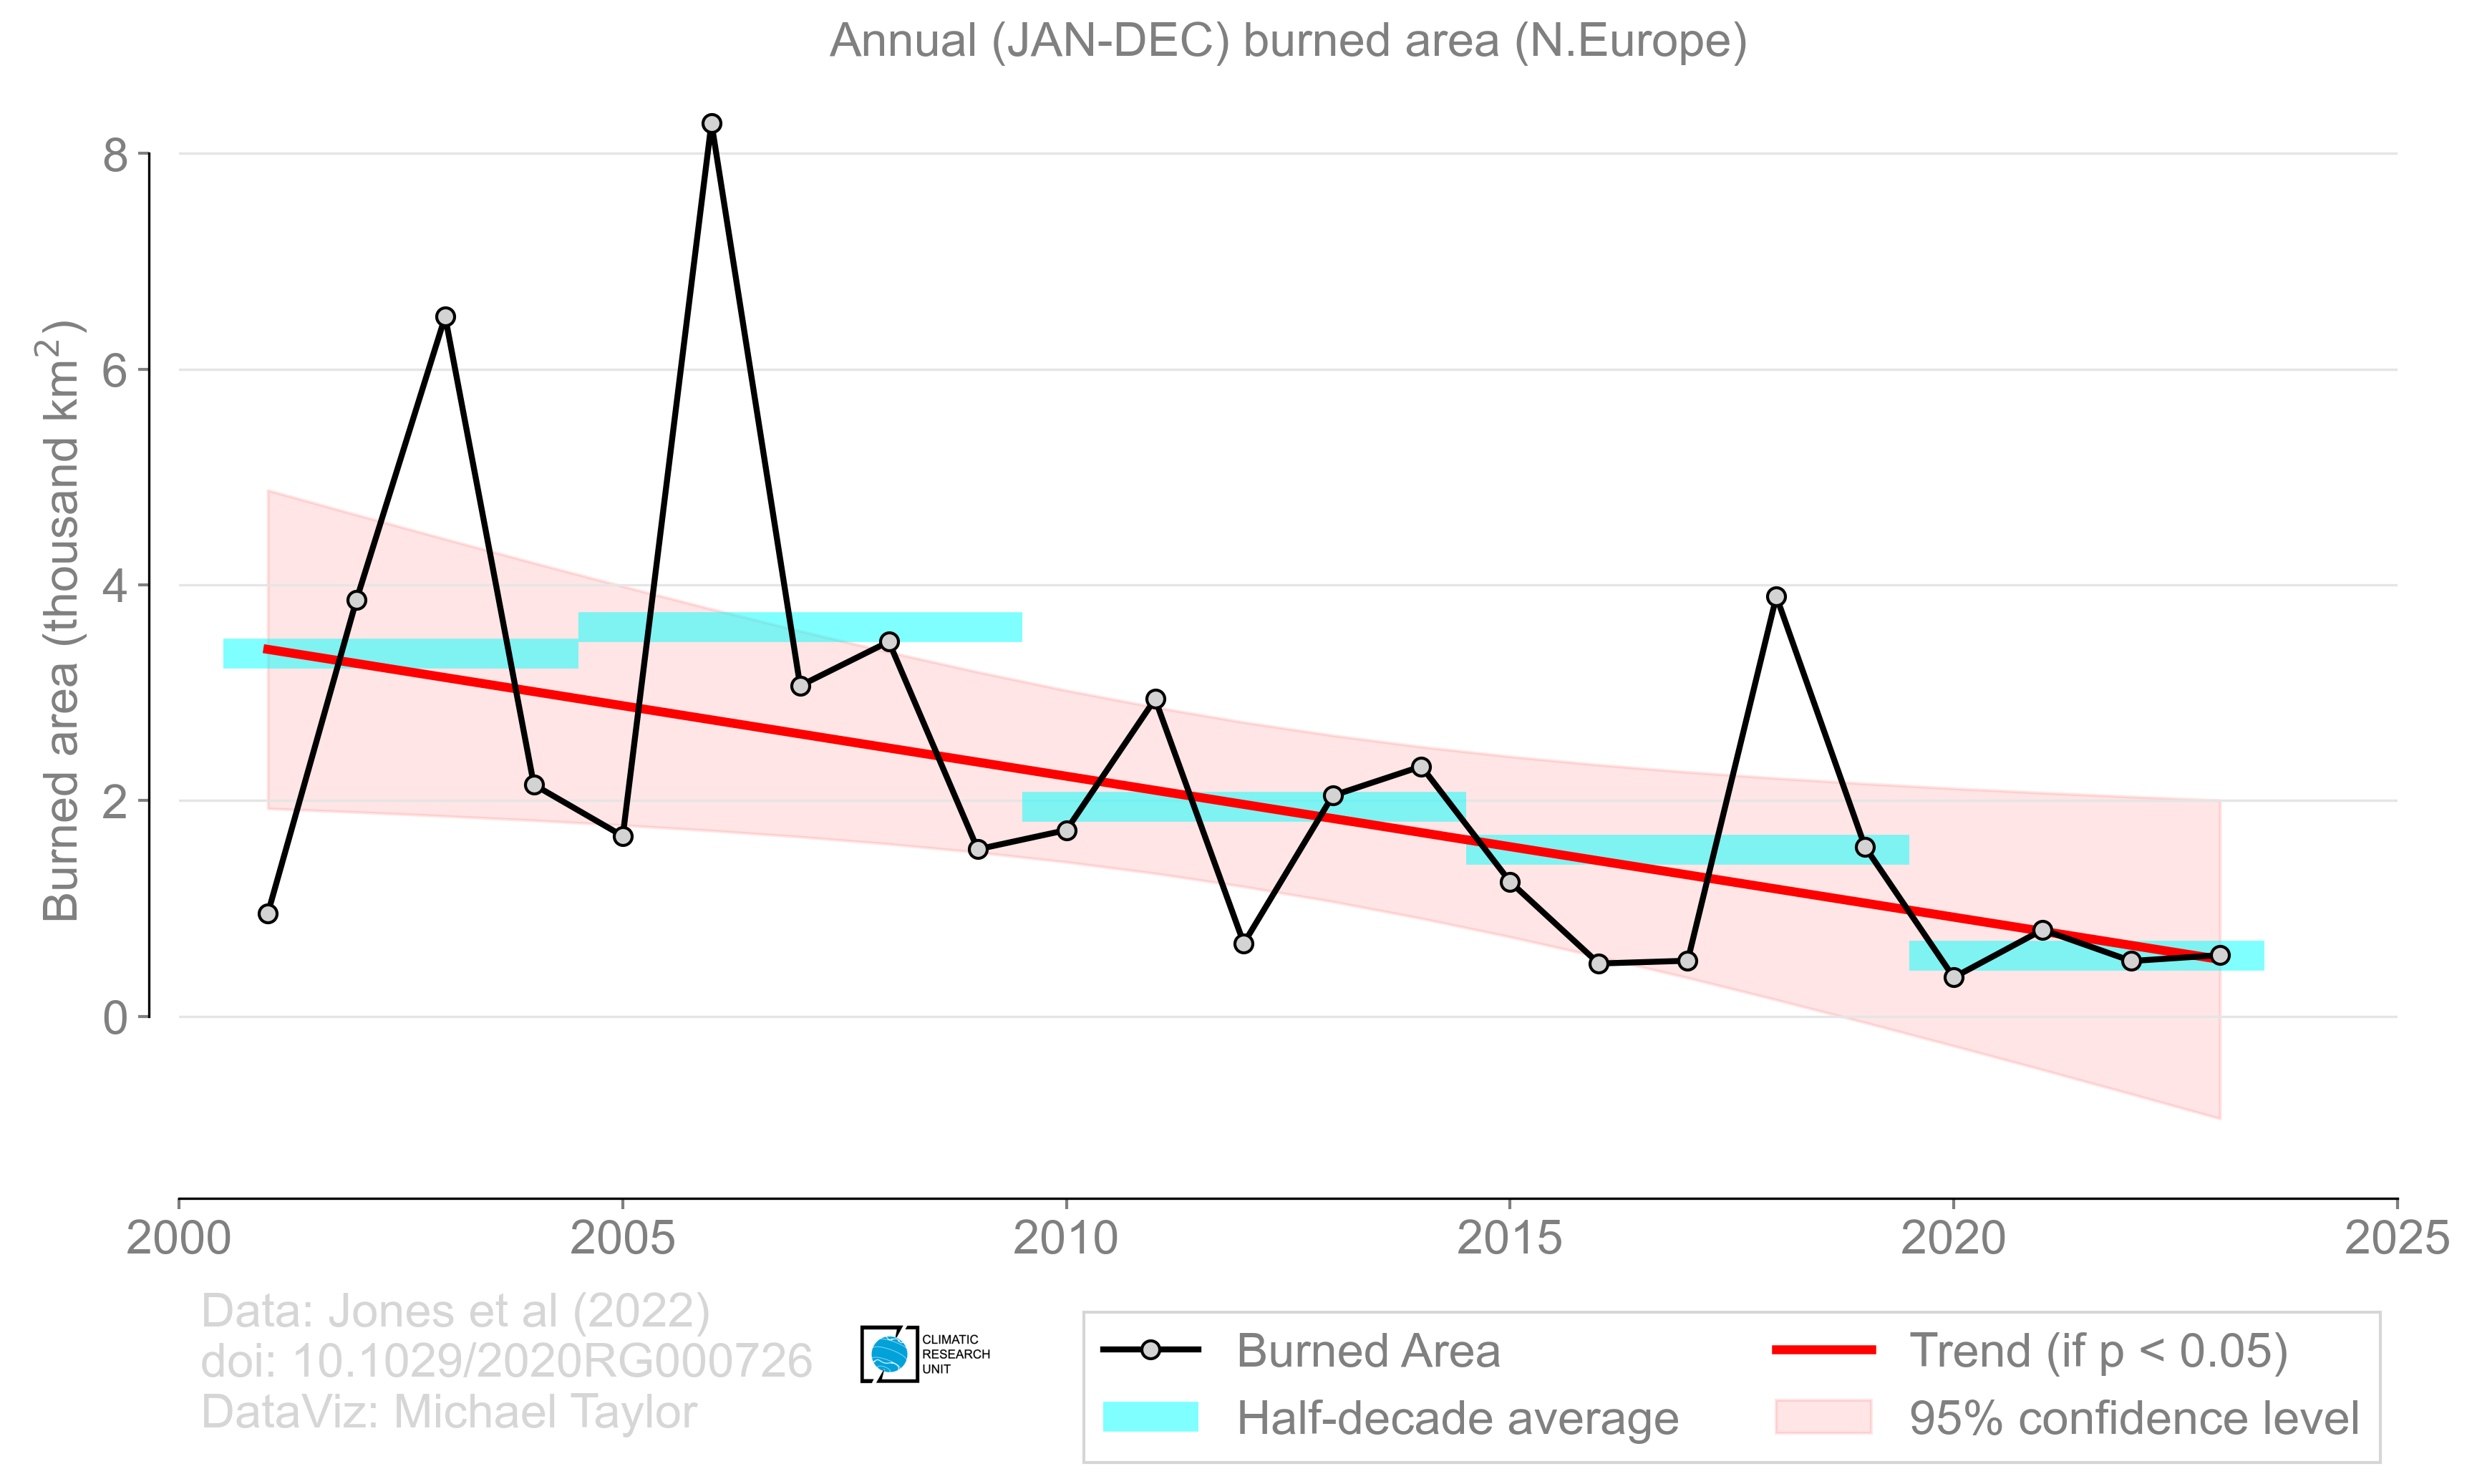 Annual (JAN-DEC) burned area (N.Europe)
Burned area (thousand km²)
8
6
4
2
0
2000 2005 2010 2015 2020 2025
Data: Jones et al (2022)
doi: 10.1029/2020RG000726
DataViz: Michael Taylor
CLIMATIC
RESEARCH
UNIT
Burned Area
Half-decade average
Trend (if p < 0.05)
95% confidence level